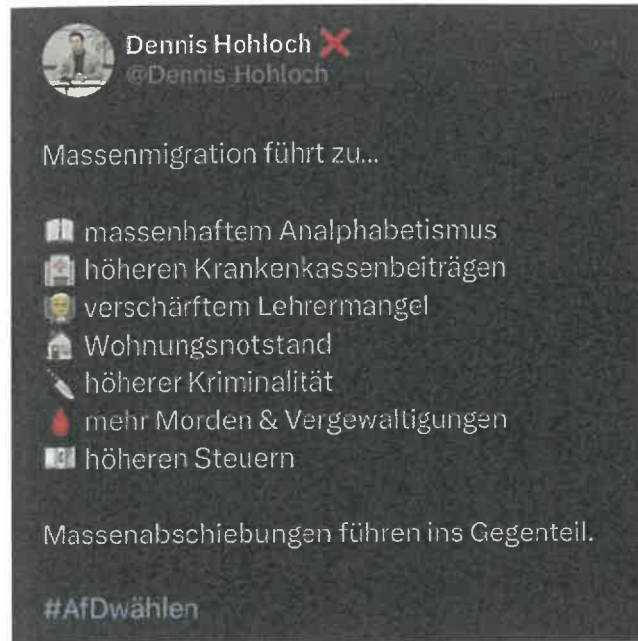 Dennis Hohloch ❌
@Dennis_Hohloch
Massenmigration führt zu...
📖 massenhaftem Analphabetismus
🏥 höheren Krankenkassenbeiträgen
🧑‍🏫 verschärftem Lehrermangel
🏠 Wohnungsnotstand
🔪 höherer Kriminalität
🩸 mehr Morden & Vergewaltigungen
💶 höheren Steuern
Massenabschiebungen führen ins Gegenteil.
#AfDwählen